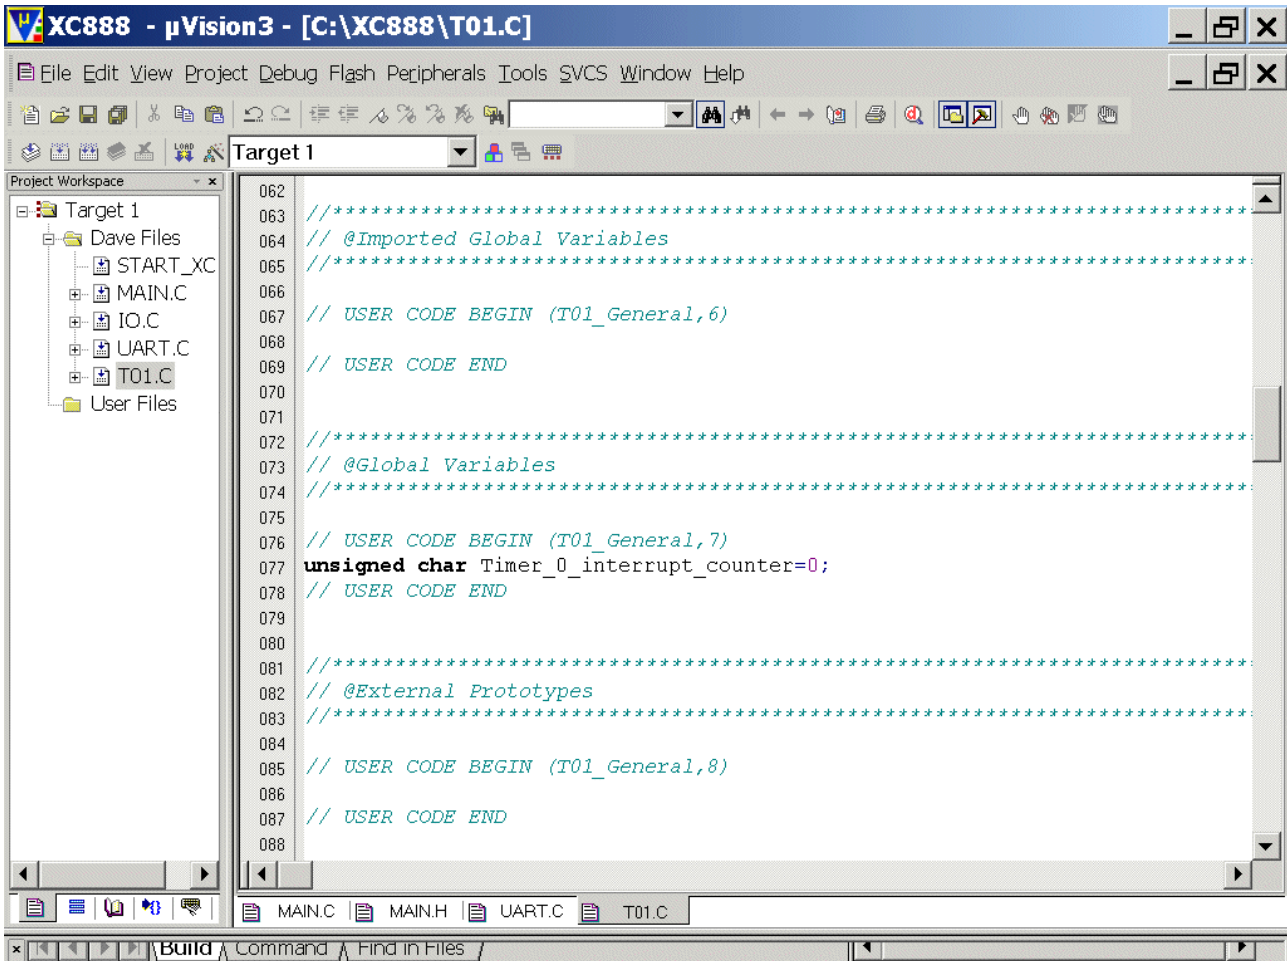 XC888 - µVision3 - [C:\XC888\T01.C]
File Edit View Project Debug Flash Peripherals Tools SVCS Window Help
LOAD Target 1
Project Workspace
Target 1
Dave Files
START_XC
MAIN.C
IO.C
UART.C
T01.C
User Files
062
063 //*************************************************************************
064 // @Imported Global Variables
065 //*************************************************************************
066
067 // USER CODE BEGIN (T01_General,6)
068
069 // USER CODE END
070
071
072 //*************************************************************************
073 // @Global Variables
074 //*************************************************************************
075
076 // USER CODE BEGIN (T01_General,7)
077 unsigned char Timer_0_interrupt_counter=0;
078 // USER CODE END
079
080
081 //*************************************************************************
082 // @External Prototypes
083 //*************************************************************************
084
085 // USER CODE BEGIN (T01_General,8)
086
087 // USER CODE END
088
MAIN.C MAIN.H UART.C T01.C
Build Command Find in Files